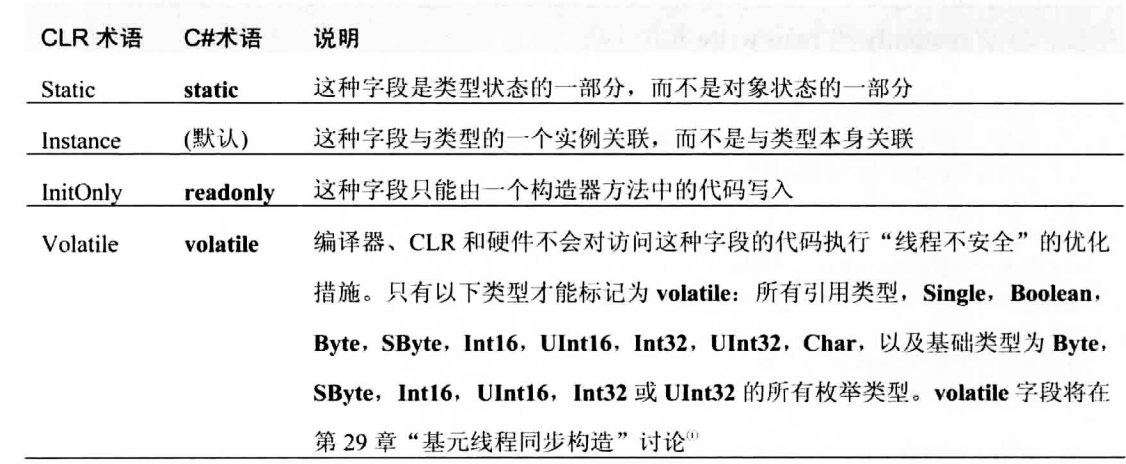 CLR 术语 C#术语 说明
Static static 这种字段是类型状态的一部分，而不是对象状态的一部分
Instance (默认) 这种字段与类型的一个实例关联，而不是与类型本身关联
InitOnly readonly 这种字段只能由一个构造器方法中的代码写入
Volatile volatile 编译器、CLR 和硬件不会对访问这种字段的代码执行“线程不安全”的优化
措施。只有以下类型才能标记为 volatile：所有引用类型，Single，Boolean，
Byte，SByte，Int16，UInt16，Int32，UInt32，Char，以及基础类型为 Byte，
SByte，Int16，UInt16，Int32 或 UInt32 的所有枚举类型。volatile 字段将在
第 29 章“基元线程同步构造”讨论①